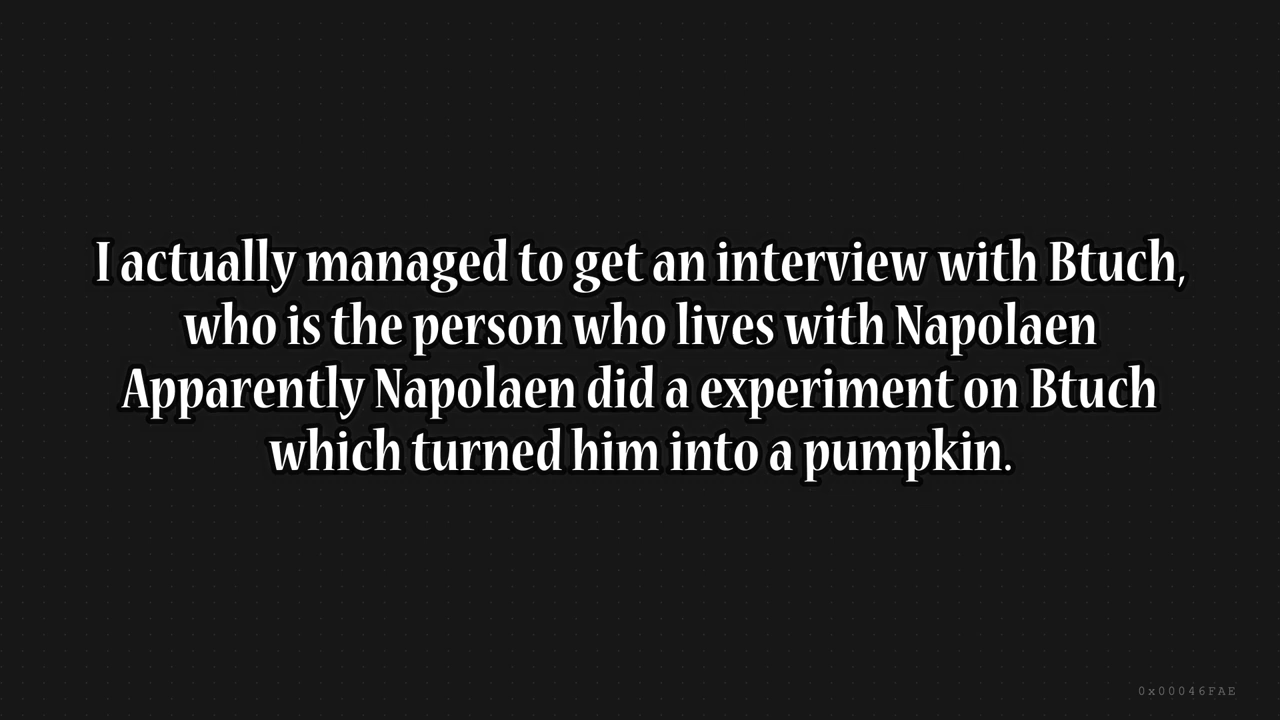 I actually managed to get an interview with Btuch,
who is the person who lives with Napolaen
Apparently Napolaen did a experiment on Btuch
which turned him into a pumpkin.
0x00046FAE